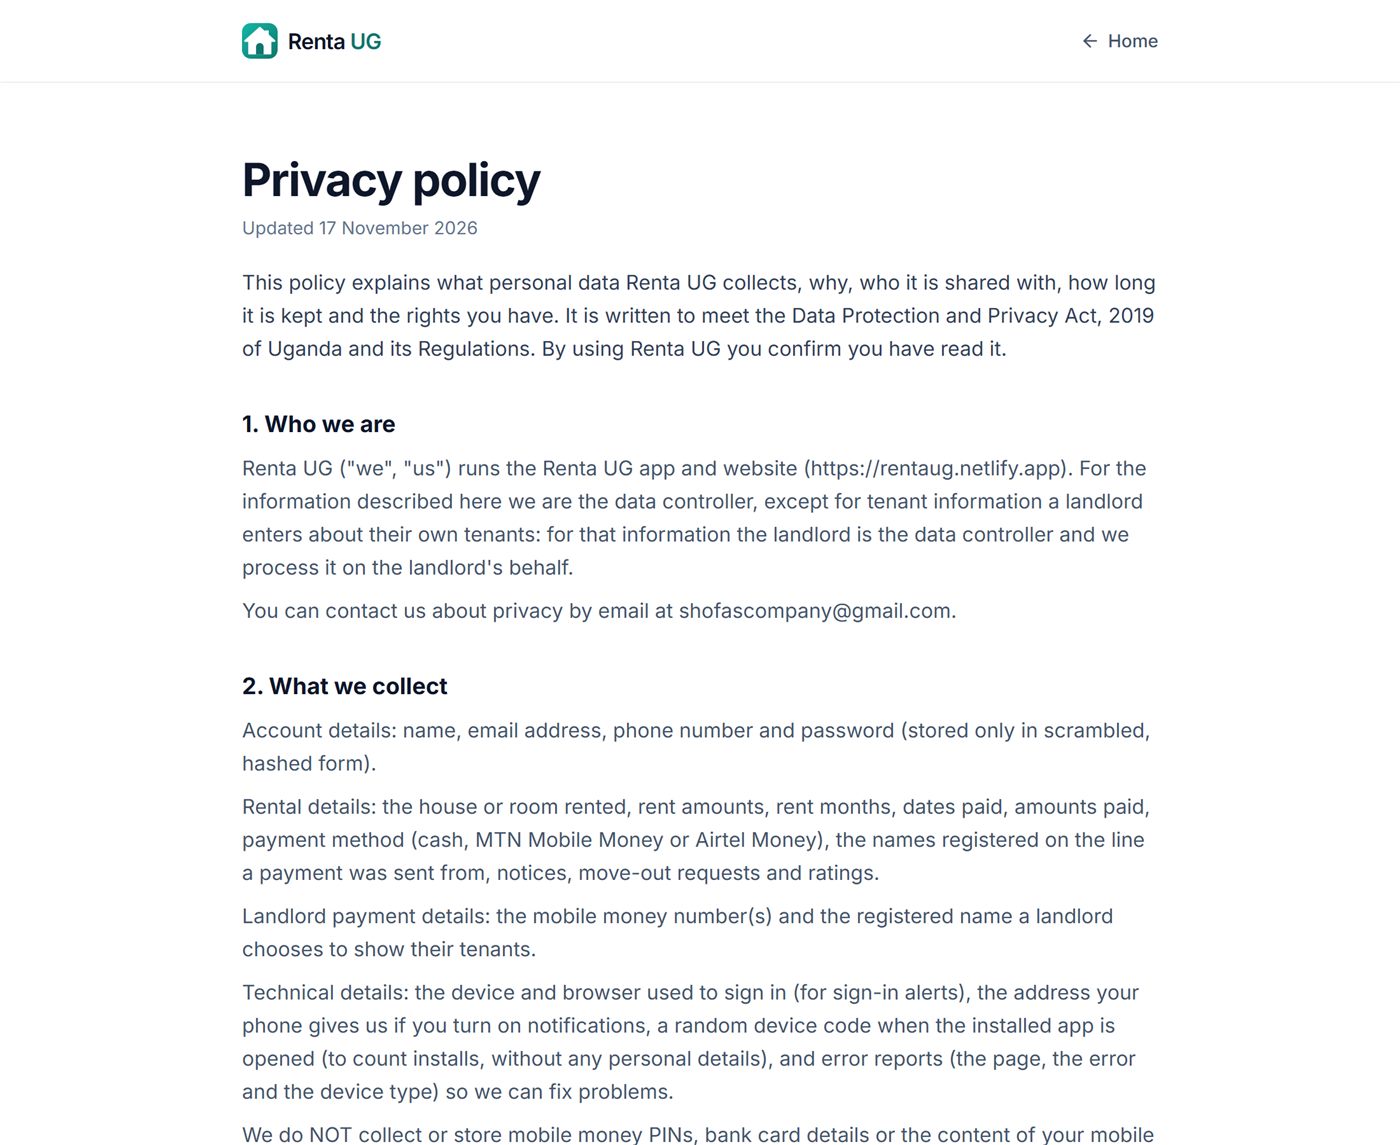 Renta UG
← Home
Privacy policy
Updated 17 November 2026
This policy explains what personal data Renta UG collects, why, who it is shared with, how long
it is kept and the rights you have. It is written to meet the Data Protection and Privacy Act, 2019
of Uganda and its Regulations. By using Renta UG you confirm you have read it.
1. Who we are
Renta UG ("we", "us") runs the Renta UG app and website (https://rentaug.netlify.app). For the
information described here we are the data controller, except for tenant information a landlord
enters about their own tenants: for that information the landlord is the data controller and we
process it on the landlord's behalf.
You can contact us about privacy by email at shofascompany@gmail.com.
2. What we collect
Account details: name, email address, phone number and password (stored only in scrambled,
hashed form).
Rental details: the house or room rented, rent amounts, rent months, dates paid, amounts paid,
payment method (cash, MTN Mobile Money or Airtel Money), the names registered on the line
a payment was sent from, notices, move-out requests and ratings.
Landlord payment details: the mobile money number(s) and the registered name a landlord
chooses to show their tenants.
Technical details: the device and browser used to sign in (for sign-in alerts), the address your
phone gives us if you turn on notifications, a random device code when the installed app is
opened (to count installs, without any personal details), and error reports (the page, the error
and the device type) so we can fix problems.
We do NOT collect or store mobile money PINs, bank card details or the content of your mobile